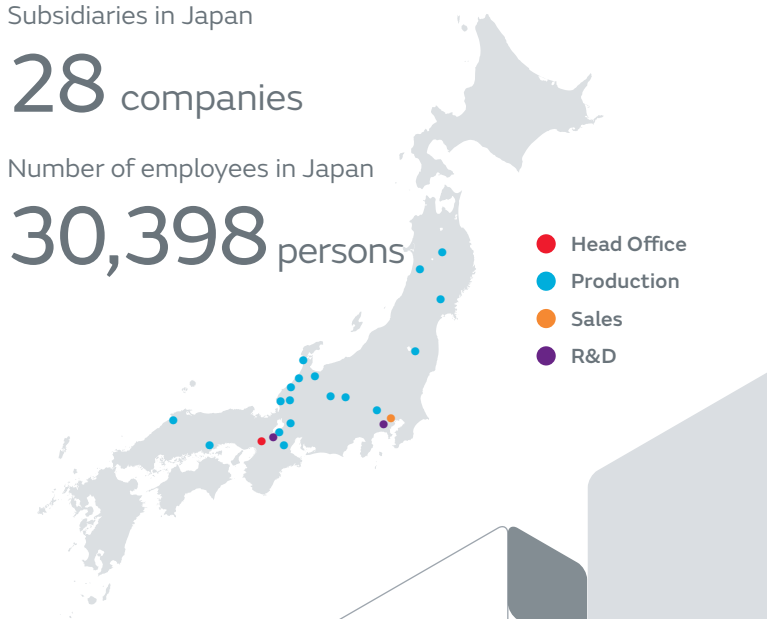 Subsidiaries in Japan
28 companies
Number of employees in Japan
30,398 persons
Head Office
Production
Sales
R&D